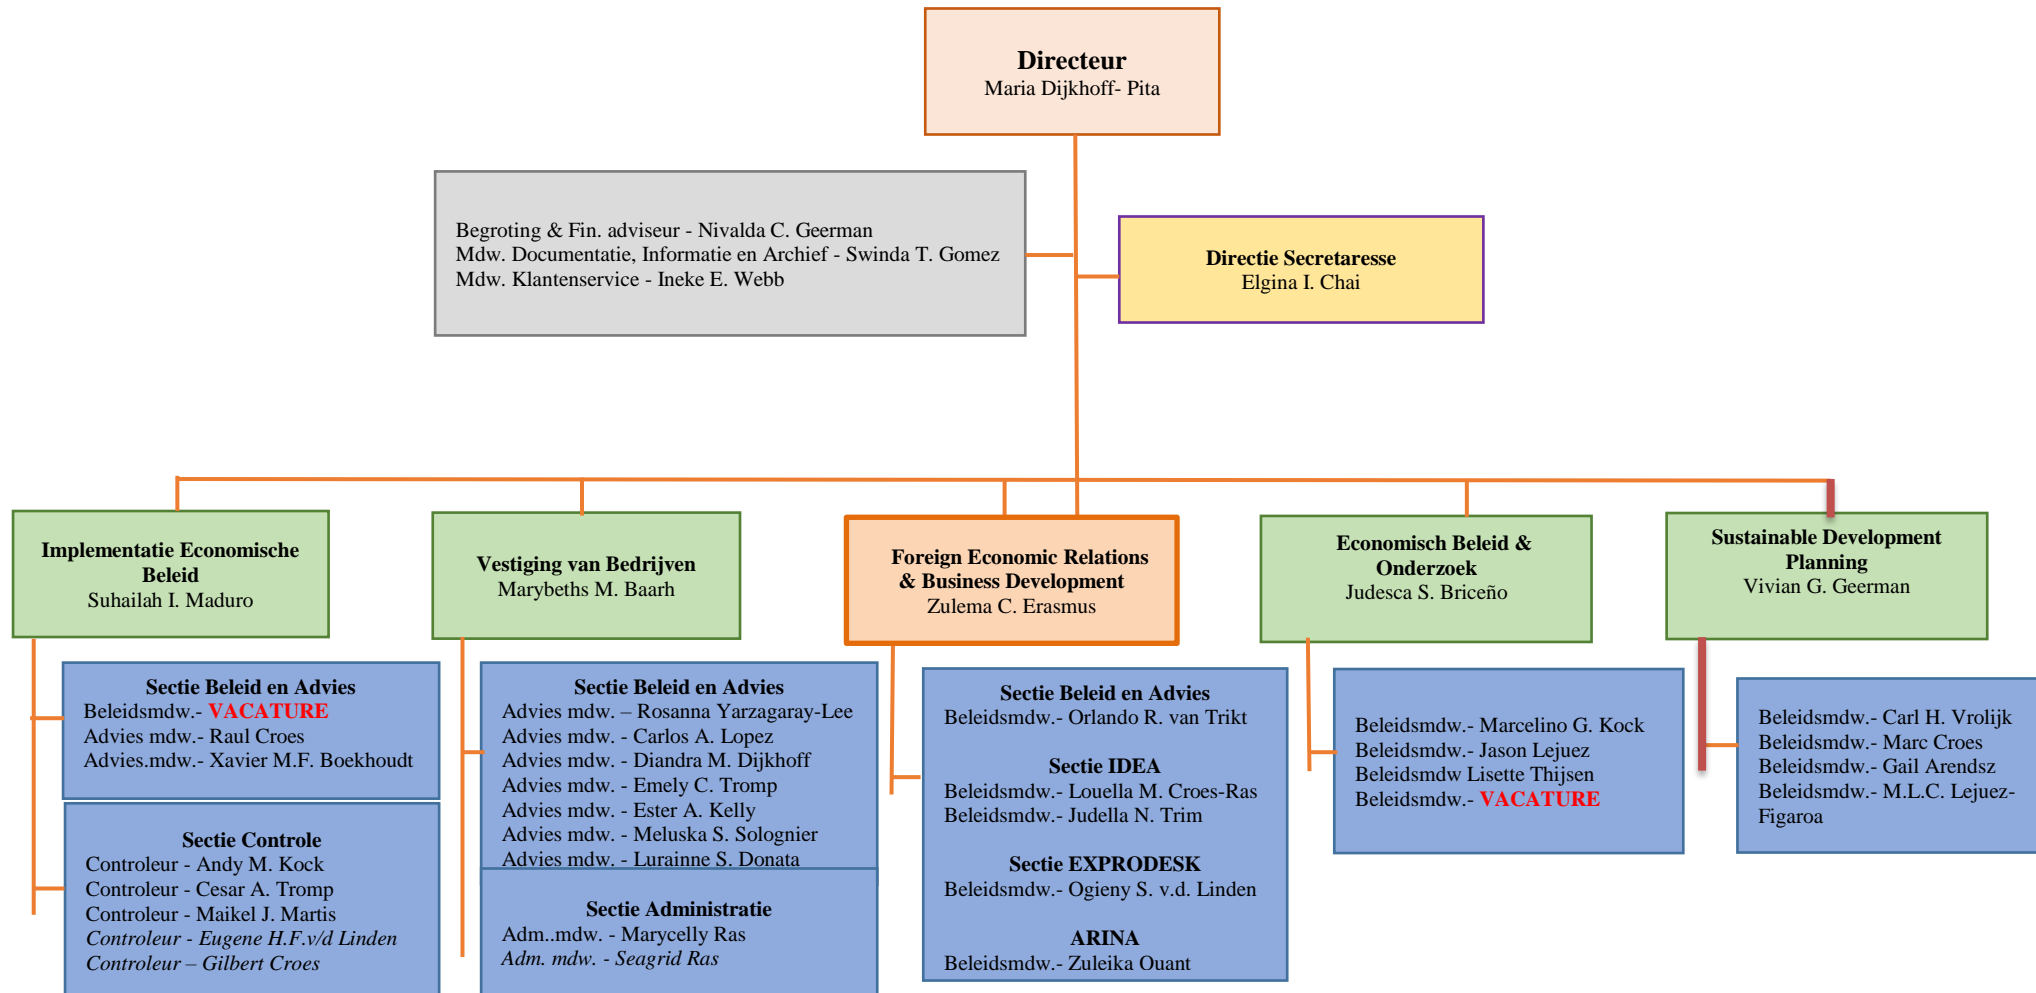 Directeur
Maria Dijkhoff- Pita
Begroting & Fin. adviseur - Nivalda C. Geerman
Mdw. Documentatie, Informatie en Archief - Swinda T. Gomez
Mdw. Klantenservice - Ineke E. Webb
Directie Secretaresse
Elgina I. Chai
Implementatie Economische
Beleid
Suhailah I. Maduro
Vestiging van Bedrijven
Marybeths M. Baarh
Foreign Economic Relations
& Business Development
Zulema C. Erasmus
Economisch Beleid &
Onderzoek
Judesca S. Briceño
Sustainable Development
Planning
Vivian G. Geerman
Sectie Beleid en Advies
Beleidsmdw.- VACATURE
Advies mdw.- Raul Croes
Advies.mdw.- Xavier M.F. Boekhoudt
Sectie Controle
Controleur - Andy M. Kock
Controleur - Cesar A. Tromp
Controleur - Maikel J. Martis
Controleur - Eugene H.F.v/d Linden
Controleur – Gilbert Croes
Sectie Beleid en Advies
Advies mdw. – Rosanna Yarzagaray-Lee
Advies mdw. - Carlos A. Lopez
Advies mdw. - Diandra M. Dijkhoff
Advies mdw. - Emely C. Tromp
Advies mdw. - Ester A. Kelly
Advies mdw. - Meluska S. Solognier
Advies mdw. - Lurainne S. Donata
Sectie Administratie
Adm..mdw. - Marycelly Ras
Adm. mdw. - Seagrid Ras
Sectie Beleid en Advies
Beleidsmdw.- Orlando R. van Trikt
Sectie IDEA
Beleidsmdw.- Louella M. Croes-Ras
Beleidsmdw.- Judella N. Trim
Sectie EXPRODESK
Beleidsmdw.- Ogieny S. v.d. Linden
ARINA
Beleidsmdw.- Zuleika Ouant
Beleidsmdw.- Marcelino G. Kock
Beleidsmdw.- Jason Lejuez
Beleidsmdw Lisette Thijsen
Beleidsmdw.- VACATURE
Beleidsmdw.- Carl H. Vrolijk
Beleidsmdw.- Marc Croes
Beleidsmdw.- Gail Arendsz
Beleidsmdw.- M.L.C. Lejuez-
Figaroa